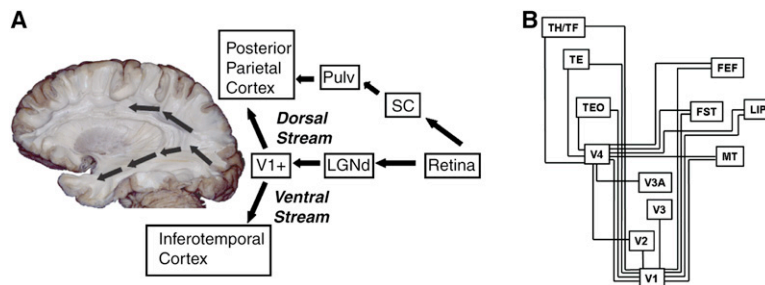 A
Posterior
Parietal
Cortex
Pulv
SC
Dorsal
Stream
V1+
LGNd
Retina
Ventral
Stream
Inferotemporal
Cortex
B
TH/TF
TE
FEF
TEO
FST
LIP
V4
MT
V3A
V3
V2
V1